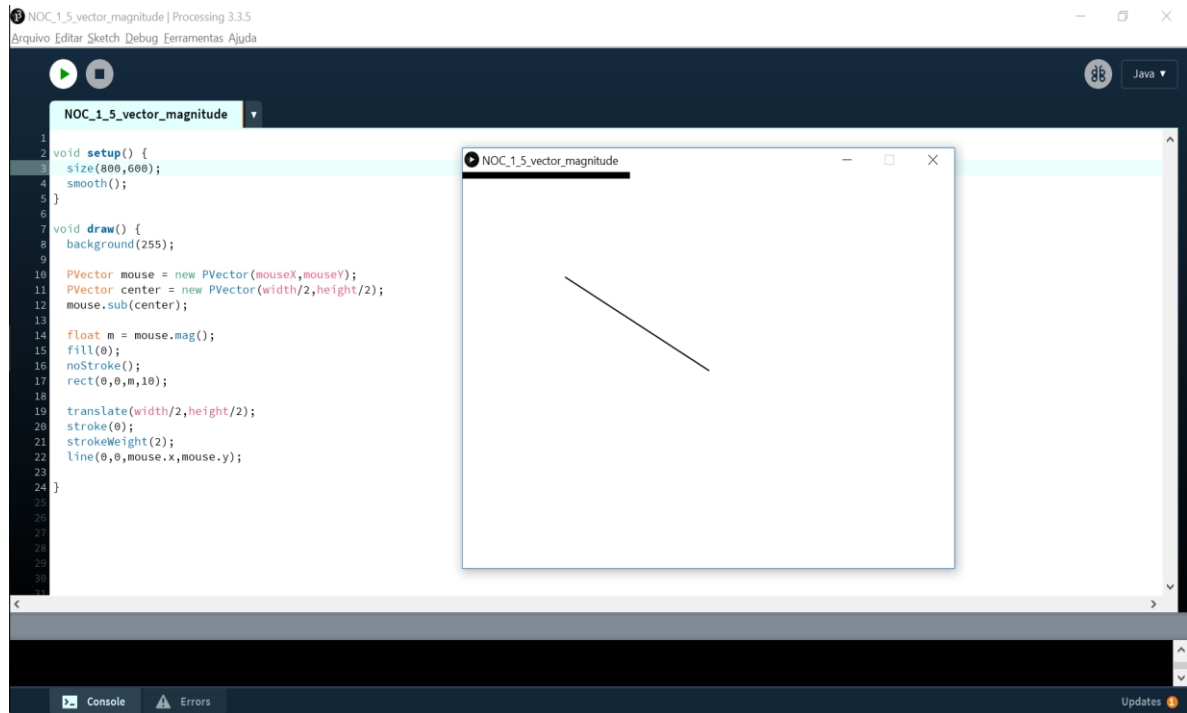 NOC_1_5_vector_magnitude | Processing 3.3.5
Arquivo Editar Sketch Debug Ferramentas Ajuda
Java ▾
NOC_1_5_vector_magnitude ▾
1
2 void setup() {
3   size(800,600);
4   smooth();
5 }
6
7 void draw() {
8   background(255);
9
10   PVector mouse = new PVector(mouseX,mouseY);
11   PVector center = new PVector(width/2,height/2);
12   mouse.sub(center);
13
14   float m = mouse.mag();
15   fill(0);
16   noStroke();
17   rect(0,0,m,10);
18
19   translate(width/2,height/2);
20   stroke(0);
21   strokeWeight(2);
22   line(0,0,mouse.x,mouse.y);
23
24 }
25
26
27
28
29
30
31
NOC_1_5_vector_magnitude
Console
Errors
Updates 1